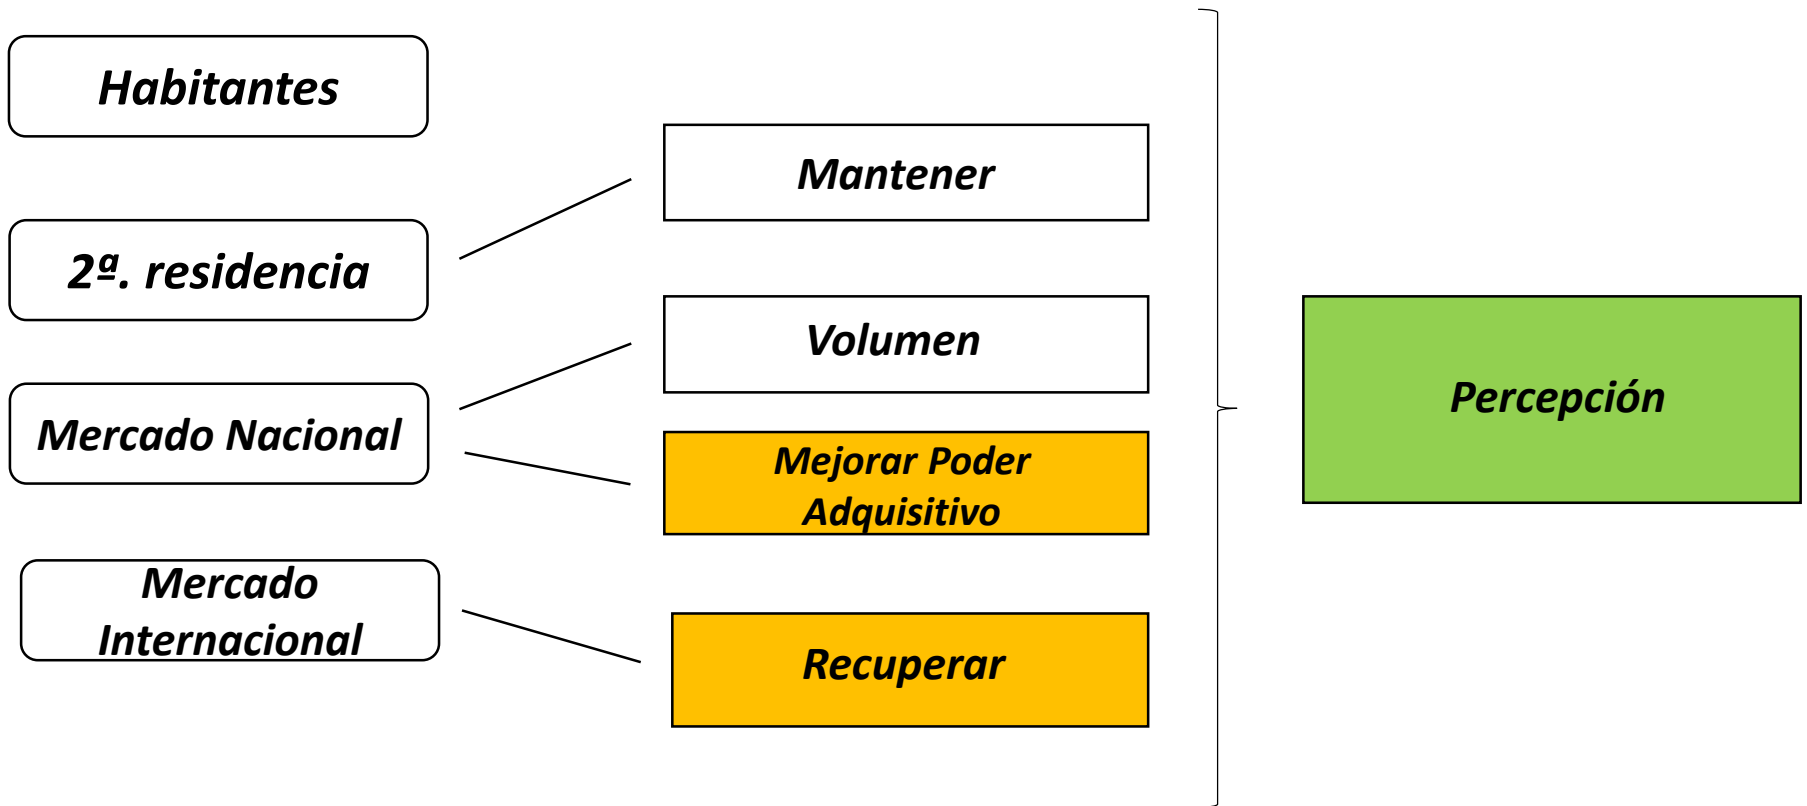 Habitantes
2ª. residencia
Mercado Nacional
Mercado
Internacional
Mantener
Volumen
Mejorar Poder
Adquisitivo
Recuperar
Percepción